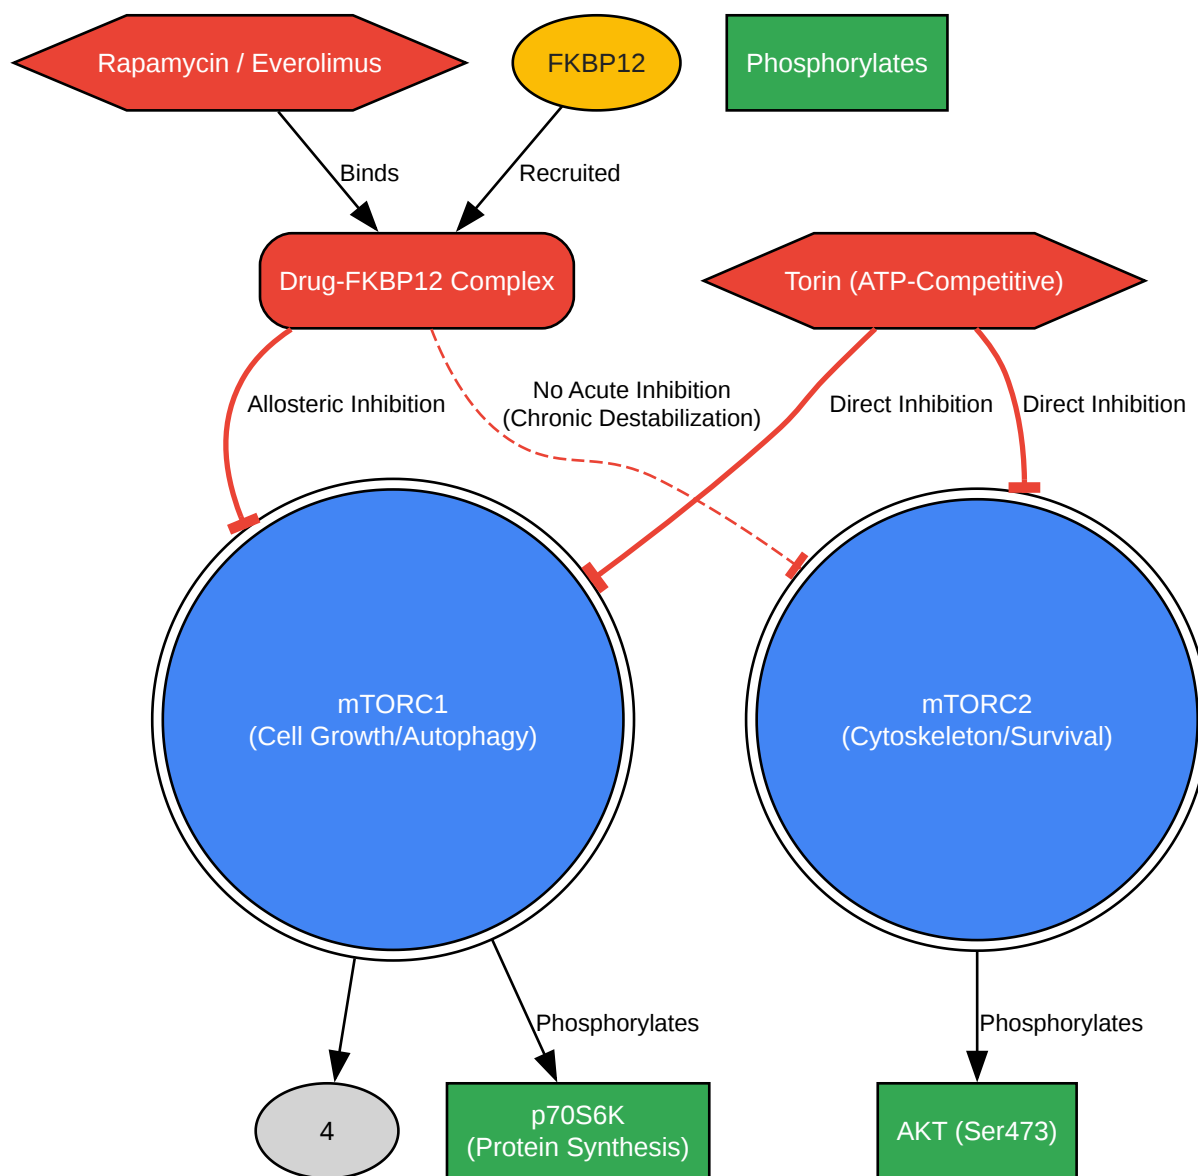 Rapamycin / Everolimus
FKBP12
Phosphorylates
Binds
Recruited
Drug-FKBP12 Complex
Torin (ATP-Competitive)
Allosteric Inhibition
No Acute Inhibition
(Chronic Destabilization)
Direct Inhibition
Direct Inhibition
mTORC1
(Cell Growth/Autophagy)
mTORC2
(Cytoskeleton/Survival)
Phosphorylates
Phosphorylates
4
p70S6K
(Protein Synthesis)
AKT (Ser473)